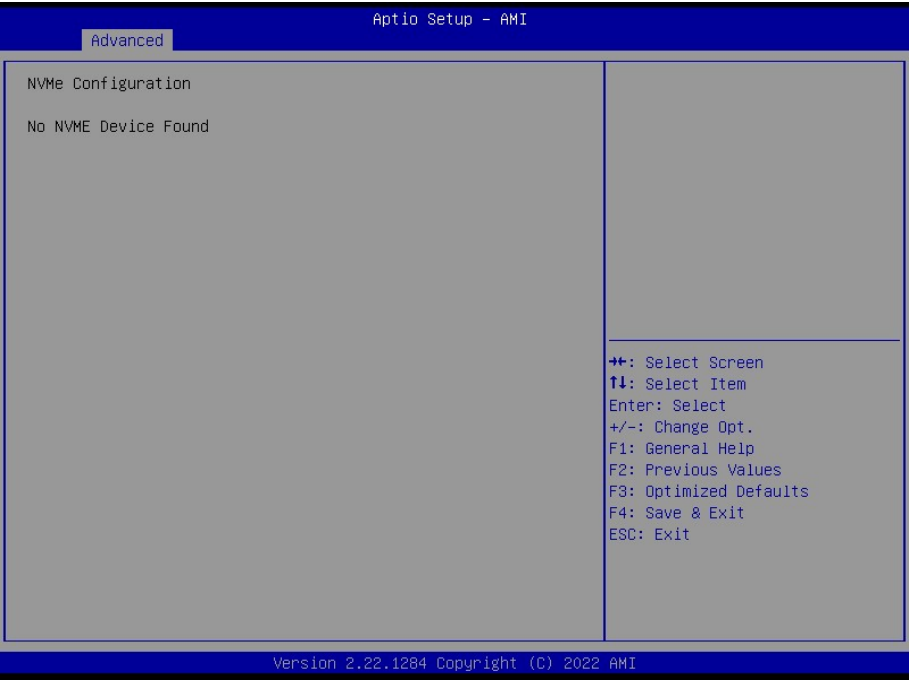 Aptio Setup – AMI
Advanced
NVMe Configuration
No NVME Device Found
→←: Select Screen
↑↓: Select Item
Enter: Select
+/-: Change Opt.
F1: General Help
F2: Previous Values
F3: Optimized Defaults
F4: Save & Exit
ESC: Exit
Version 2.22.1284 Copyright (C) 2022 AMI